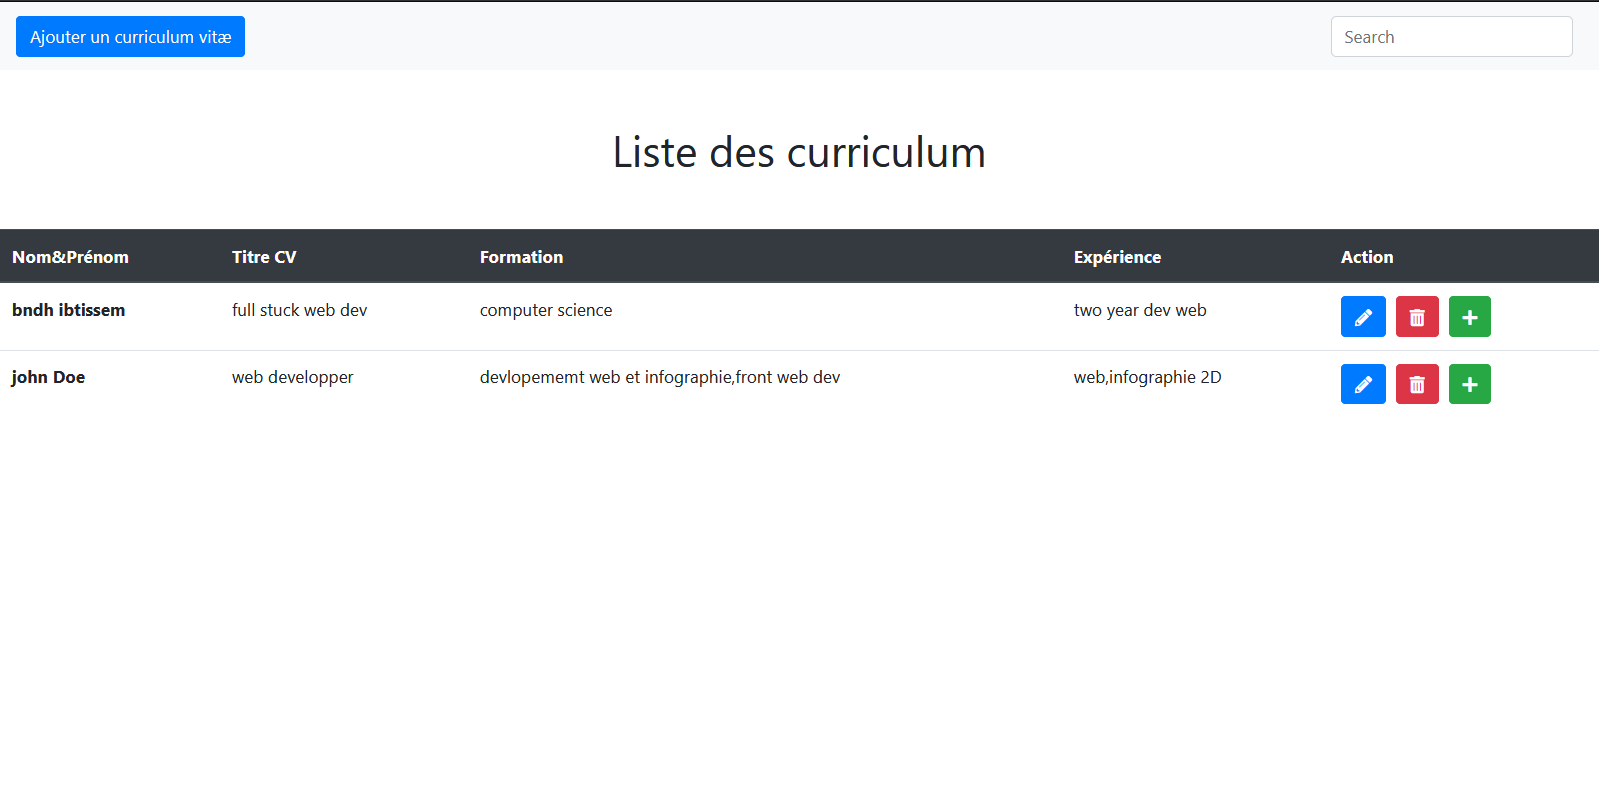 Ajouter un curriculum vitæ
Search
Liste des curriculum
Nom&Prénom Titre CV Formation Expérience Action
bndh ibtissem full stuck web dev computer science two year dev web
john Doe web developper devlopememt web et infographie,front web dev web,infographie 2D